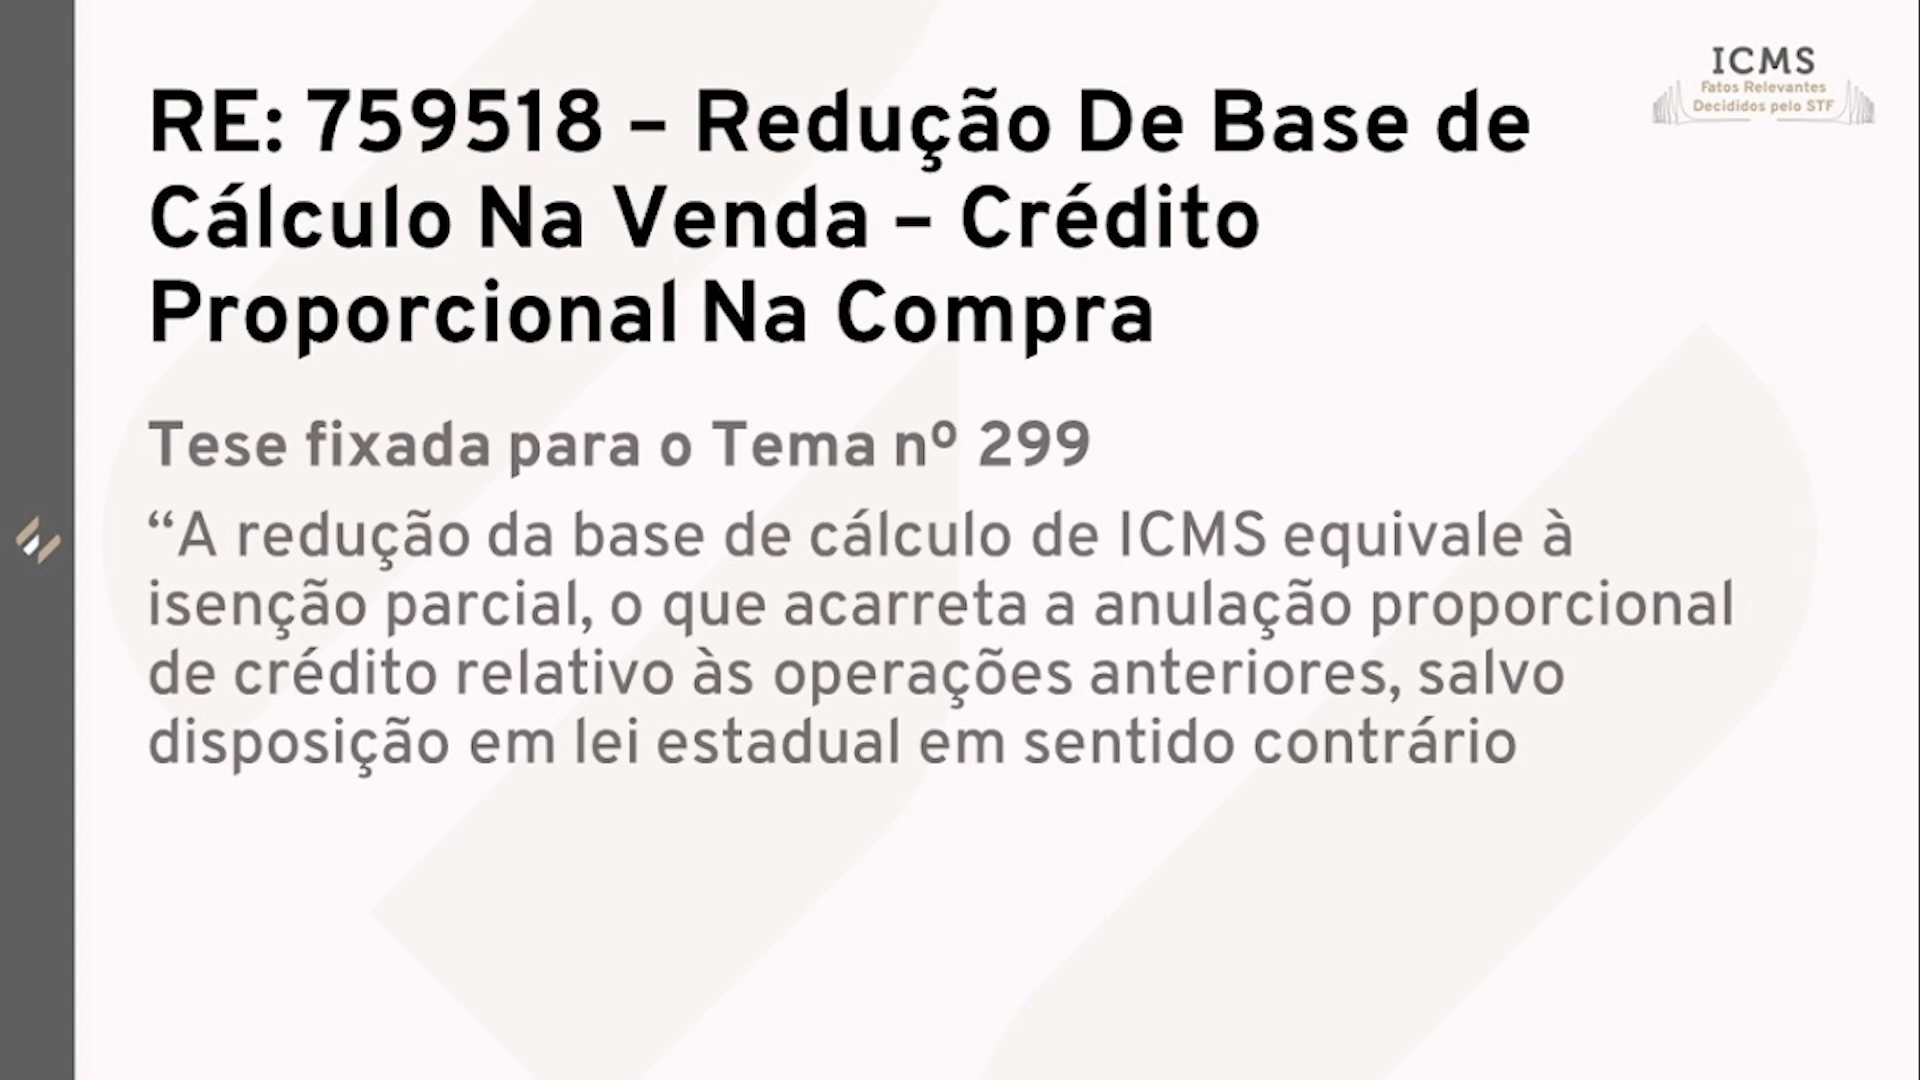 ICMS
Fatos Relevantes
Decididos pelo STF
RE: 759518 – Redução De Base de
Cálculo Na Venda – Crédito
Proporcional Na Compra
Tese fixada para o Tema nº 299
“A redução da base de cálculo de ICMS equivale à
isenção parcial, o que acarreta a anulação proporcional
de crédito relativo às operações anteriores, salvo
disposição em lei estadual em sentido contrário